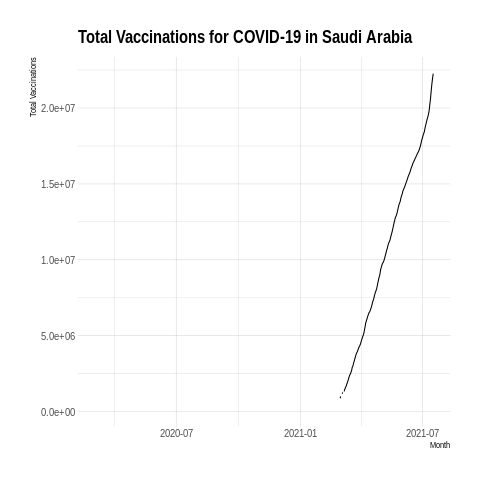 Total Vaccinations for COVID-19 in Saudi Arabia
Total Vaccinations
2.0e+07
1.5e+07
1.0e+07
5.0e+06
0.0e+00
2020-07 2021-01 2021-07
Month